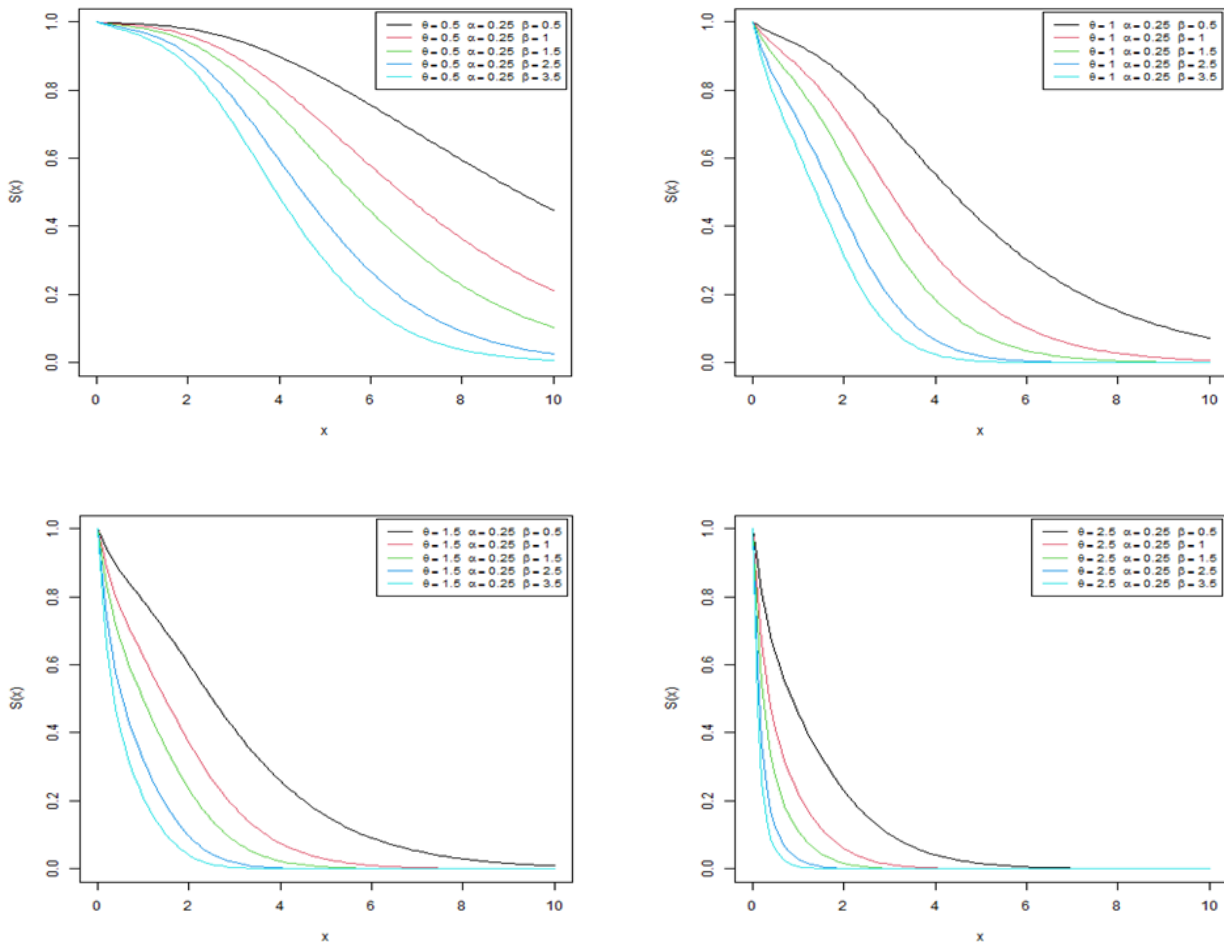 θ=0.5 α=0.25 β=0.5
θ=0.5 α=0.25 β=1
θ=0.5 α=0.25 β=1.5
θ=0.5 α=0.25 β=2.5
θ=0.5 α=0.25 β=3.5
S(x)
1.0
0.8
0.6
0.4
0.2
0.0
0 2 4 6 8 10
x
θ=1 α=0.25 β=0.5
θ=1 α=0.25 β=1
θ=1 α=0.25 β=1.5
θ=1 α=0.25 β=2.5
θ=1 α=0.25 β=3.5
S(x)
1.0
0.8
0.6
0.4
0.2
0.0
0 2 4 6 8 10
x
θ=1.5 α=0.25 β=0.5
θ=1.5 α=0.25 β=1
θ=1.5 α=0.25 β=1.5
θ=1.5 α=0.25 β=2.5
θ=1.5 α=0.25 β=3.5
S(x)
1.0
0.8
0.6
0.4
0.2
0.0
0 2 4 6 8 10
x
θ=2.5 α=0.25 β=0.5
θ=2.5 α=0.25 β=1
θ=2.5 α=0.25 β=1.5
θ=2.5 α=0.25 β=2.5
θ=2.5 α=0.25 β=3.5
S(x)
1.0
0.8
0.6
0.4
0.2
0.0
0 2 4 6 8 10
x